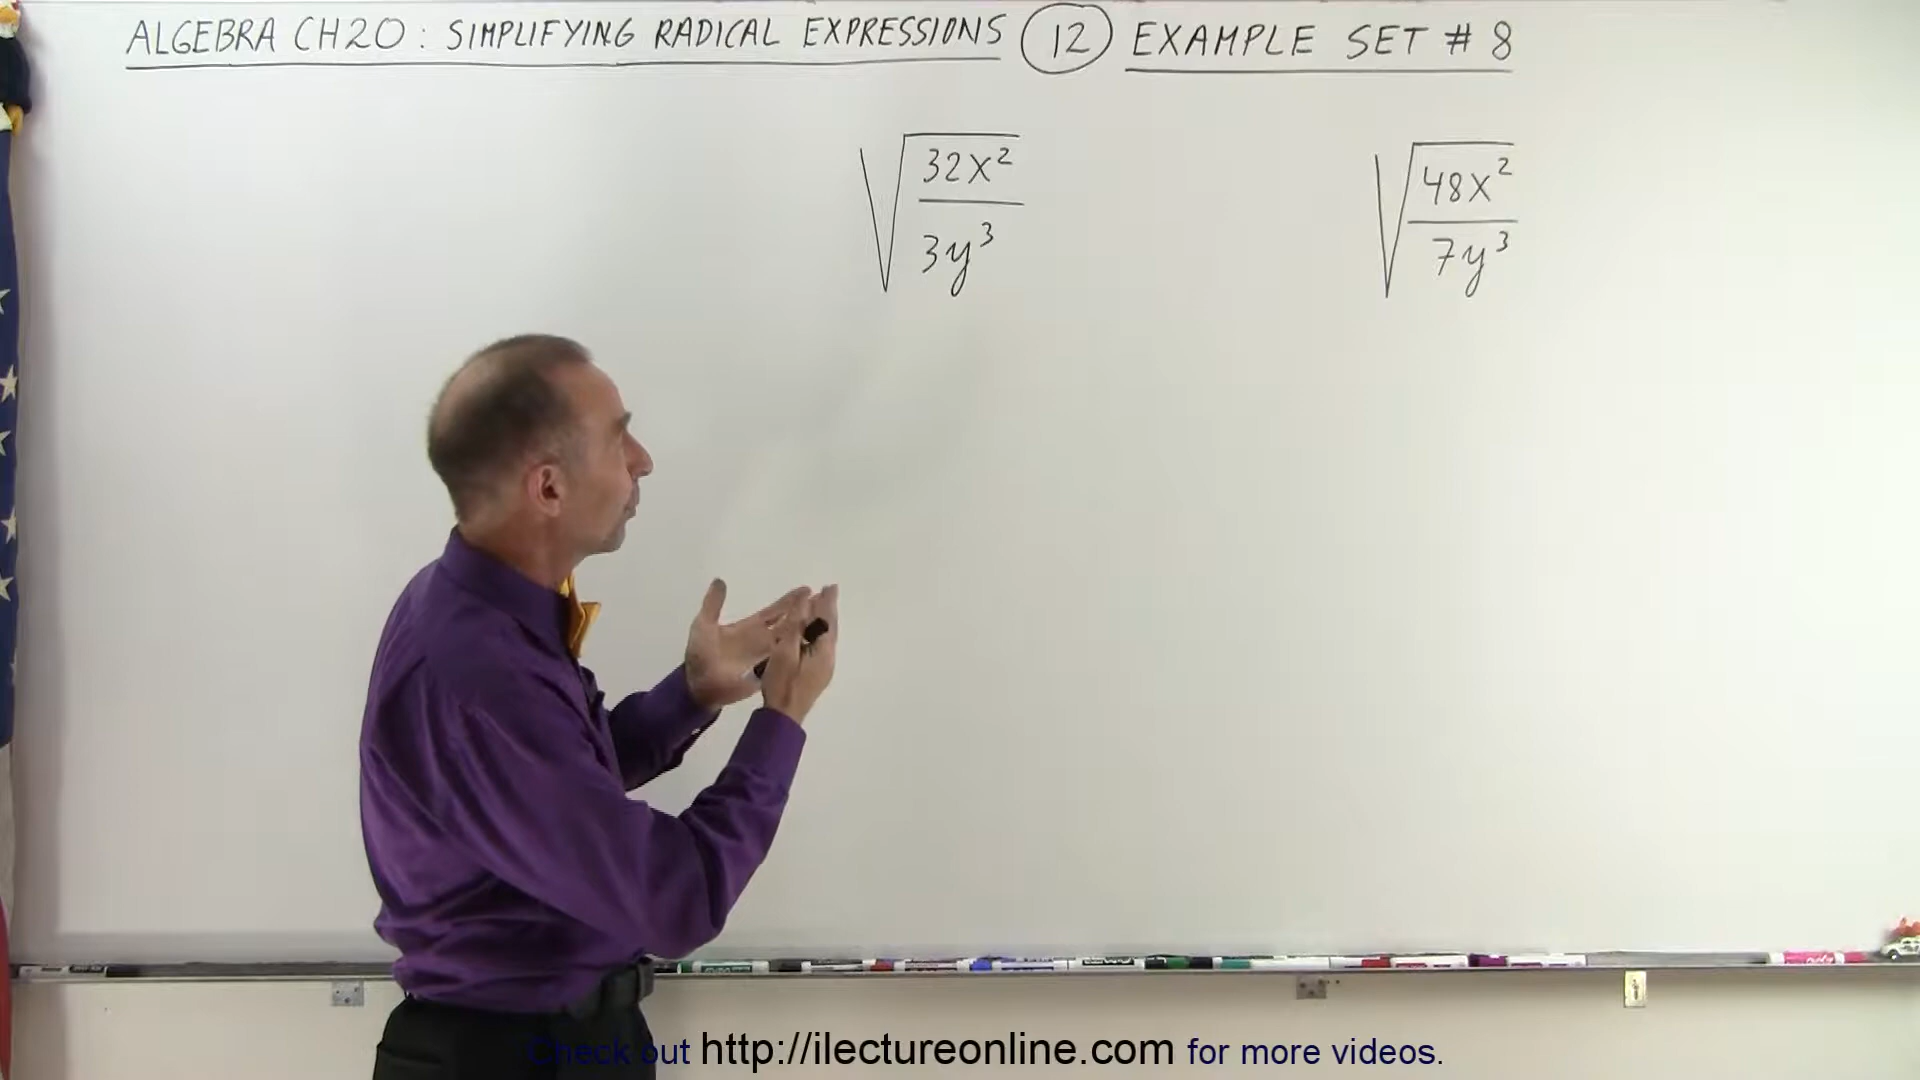 ALGEBRA CH20 : SIMPLIFYING RADICAL EXPRESSIONS 12 EXAMPLE SET # 8
√(32x²/3y³) √(48x²/7y³)
Check out http://ilectureonline.com for more videos.